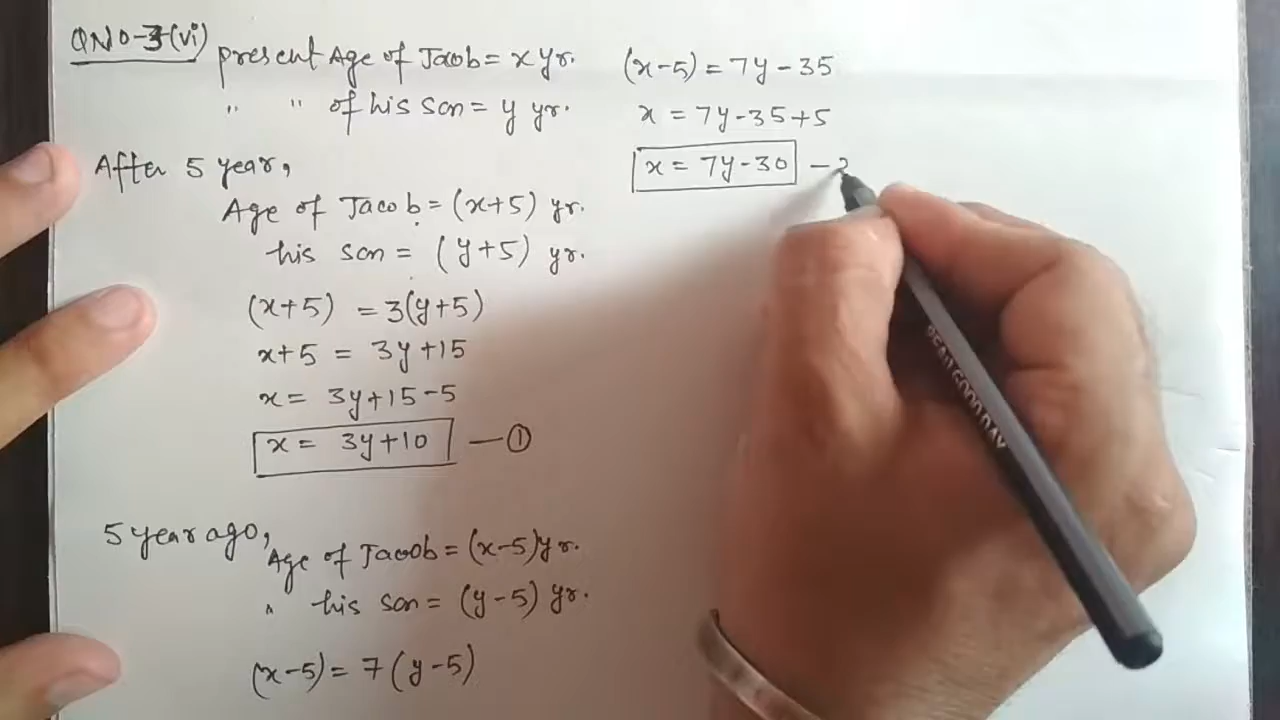 QNO-3(vi)
present Age of Jacob = x yr.
" " of his son = y yr.
After 5 year,
Age of Jacob = (x+5) yr.
his son = (y+5) yr.
(x+5) = 3(y+5)
x+5 = 3y+15
x = 3y+15-5
x = 3y+10 — ①
5 year ago,
Age of Jacob = (x-5)yr.
" his son = (y-5) yr.
(x-5) = 7(y-5)
(x-5) = 7y-35
x = 7y-35+5
x = 7y-30 - 2
GOOD DAY